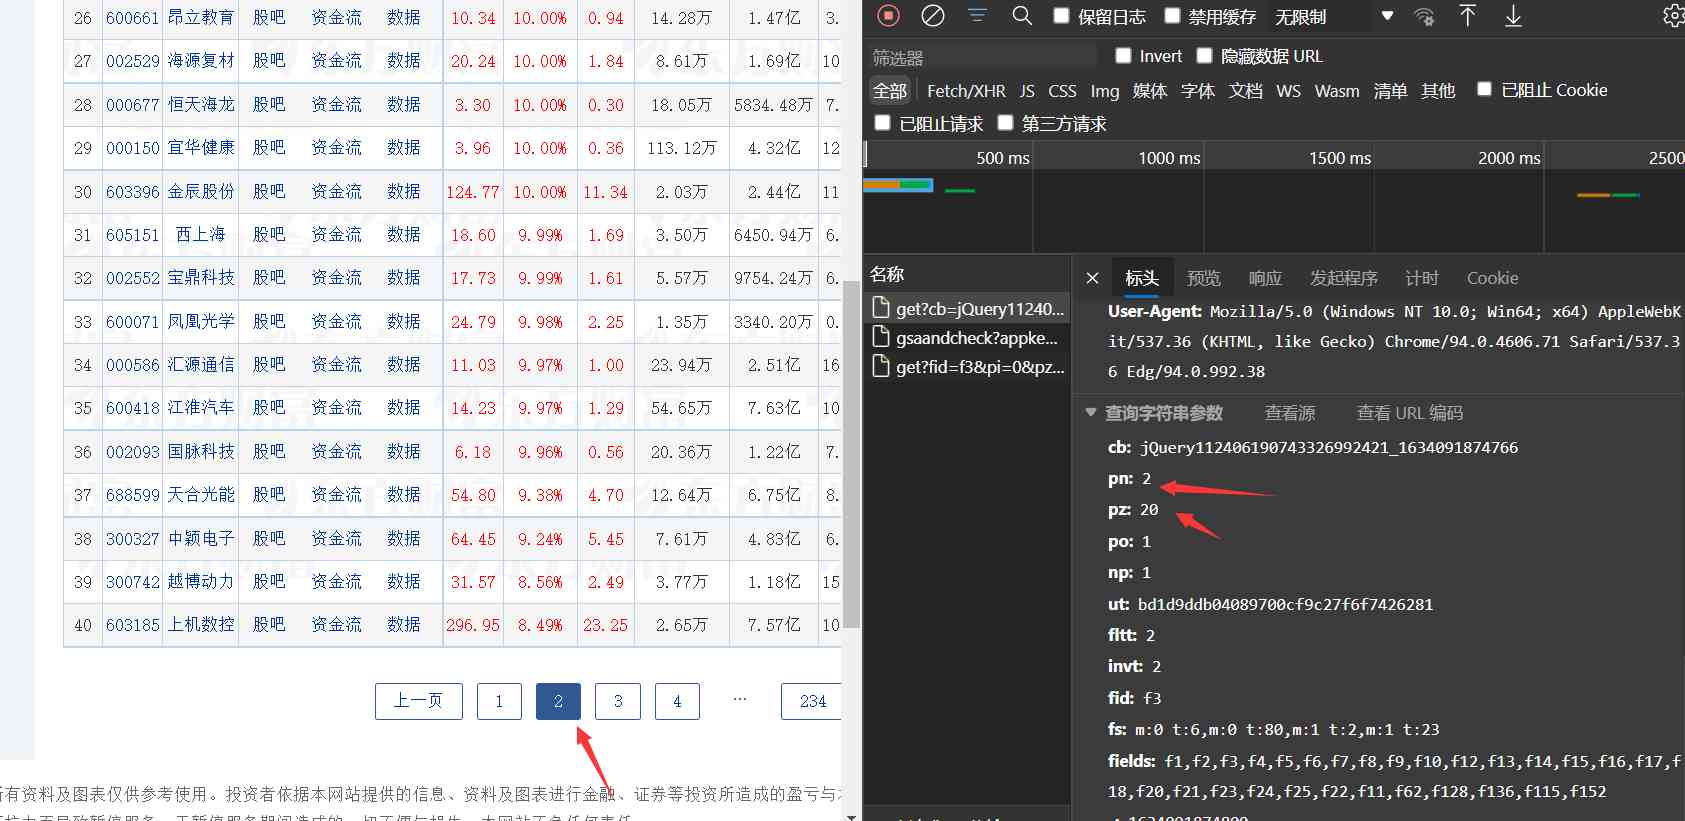 26 600661 昂立教育 股吧 资金流 数据 10.34 10.00% 0.94 14.28万 1.47亿 3.
27 002529 海源复材 股吧 资金流 数据 20.24 10.00% 1.84 8.61万 1.69亿 10
28 000677 恒天海龙 股吧 资金流 数据 3.30 10.00% 0.30 18.05万 5834.48万 7.
29 000150 宜华健康 股吧 资金流 数据 3.96 10.00% 0.36 113.12万 4.32亿 12
30 603396 金辰股份 股吧 资金流 数据 124.77 10.00% 11.34 2.03万 2.44亿 11
31 605151 西上海 股吧 资金流 数据 18.60 9.99% 1.69 3.50万 6450.94万 6.
32 002552 宝鼎科技 股吧 资金流 数据 17.73 9.99% 1.61 5.57万 9754.24万 6.
33 600071 凤凰光学 股吧 资金流 数据 24.79 9.98% 2.25 1.35万 3340.20万 0.
34 000586 汇源通信 股吧 资金流 数据 11.03 9.97% 1.00 23.94万 2.51亿 16
35 600418 江淮汽车 股吧 资金流 数据 14.23 9.97% 1.29 54.65万 7.63亿 10
36 002093 国脉科技 股吧 资金流 数据 6.18 9.96% 0.56 20.36万 1.22亿 7.
37 688599 天合光能 股吧 资金流 数据 54.80 9.38% 4.70 12.64万 6.75亿 8.
38 300327 中颖电子 股吧 资金流 数据 64.45 9.24% 5.45 7.61万 4.83亿 6.
39 300742 越博动力 股吧 资金流 数据 31.57 8.56% 2.49 3.77万 1.18亿 15
40 603185 上机数控 股吧 资金流 数据 296.95 8.49% 23.25 2.65万 7.57亿 10
上一页 1 2 3 4 ... 234
所有资料及图表仅供参考使用。投资者依据本网站提供的信息、资料及图表进行金融、证券等投资所造成的盈亏与
保留日志 禁用缓存 无限制
筛选器 Invert 隐藏数据 URL
全部 Fetch/XHR JS CSS Img 媒体 字体 文档 WS Wasm 清单 其他 已阻止 Cookie
已阻止请求 第三方请求
500 ms 1000 ms 1500 ms 2000 ms 2500
名称
get?cb=jQuery11240...
gsaandcheck?appke...
get?fid=f3&pi=0&pz...
标头 预览 响应 发起程序 计时 Cookie
User-Agent: Mozilla/5.0 (Windows NT 10.0; Win64; x64) AppleWebK
it/537.36 (KHTML, like Gecko) Chrome/94.0.4606.71 Safari/537.3
6 Edg/94.0.992.38
查询字符串参数 查看源 查看 URL 编码
cb: jQuery112406190743326992421_1634091874766
pn: 2
pz: 20
po: 1
np: 1
ut: bd1d9ddb04089700cf9c27f6f7426281
fltt: 2
invt: 2
fid: f3
fs: m:0 t:6,m:0 t:80,m:1 t:2,m:1 t:23
fields: f1,f2,f3,f4,f5,f6,f7,f8,f9,f10,f12,f13,f14,f15,f16,f17,f
18,f20,f21,f23,f24,f25,f22,f11,f62,f128,f136,f115,f152